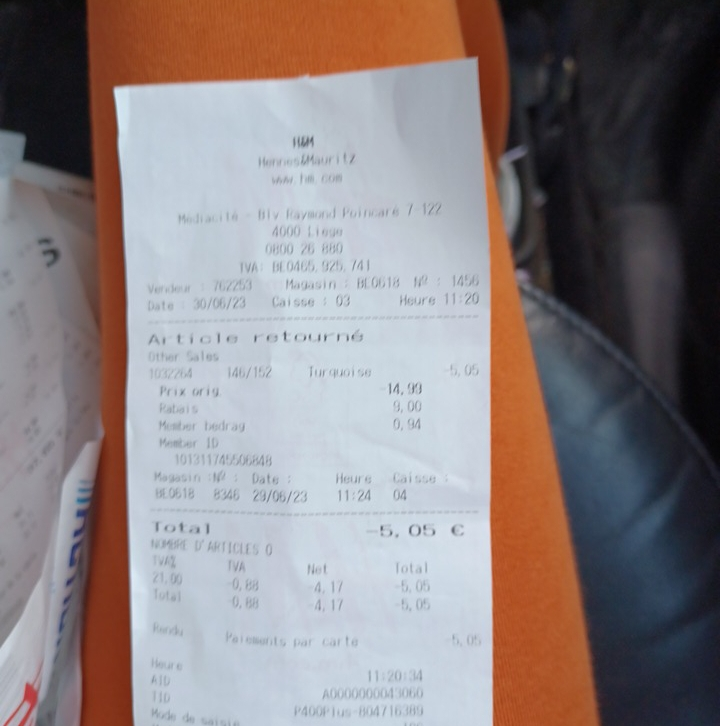 H&M
Hennes&Mauritz
www.hm.com
Mediacité - Blv Raymond Poincaré 7-122
4000 Liege
0800 26 880
TVA: BE0465.925.741
Vendeur : 762253 Magasin : BE0618 Nº : 1456
Date : 30/06/23 Caisse : 03 Heure 11:20
Article retourné
Other Sales
1032264 146/152 Turquoise -5,05
Prix orig. -14,99
Rabais 9,00
Member bedrag 0,94
Member ID
101311745506848
Magasin :Nº : Date : Heure Caisse :
BE0618 8346 29/06/23 11:24 04
Total -5,05 €
NOMBRE D'ARTICLES 0
TVA% TVA Net Total
21,00 -0,88 -4,17 -5,05
Total -0,88 -4,17 -5,05
Rendu Paiements par carte -5,05
Heure 11:20:34
AID A0000000043060
TID P400Plus-804716389
Mode de saisie